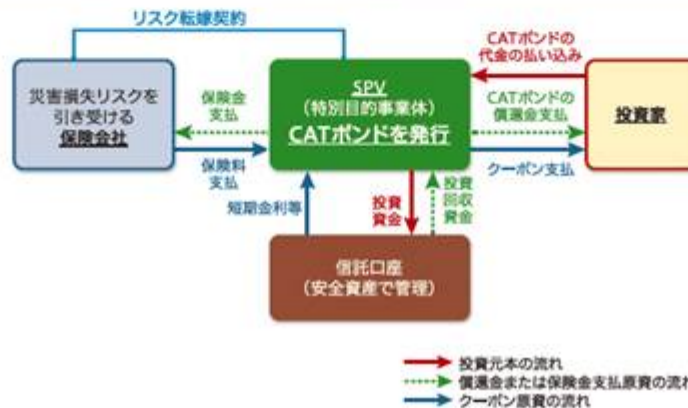 リスク転嫁契約
災害損失リスクを
引き受ける
保険会社
保険金
支払
保険料
支払
SPV
(特別目的事業体)
CATボンドを発行
CATボンドの
代金の払い込み
CATボンドの
償還金支払
クーポン支払
投資家
短期金利等
投資
資金
投資
回収
資金
信託口座
(安全資産で管理)
投資元本の流れ
償還金または保険金支払原資の流れ
クーポン原資の流れ